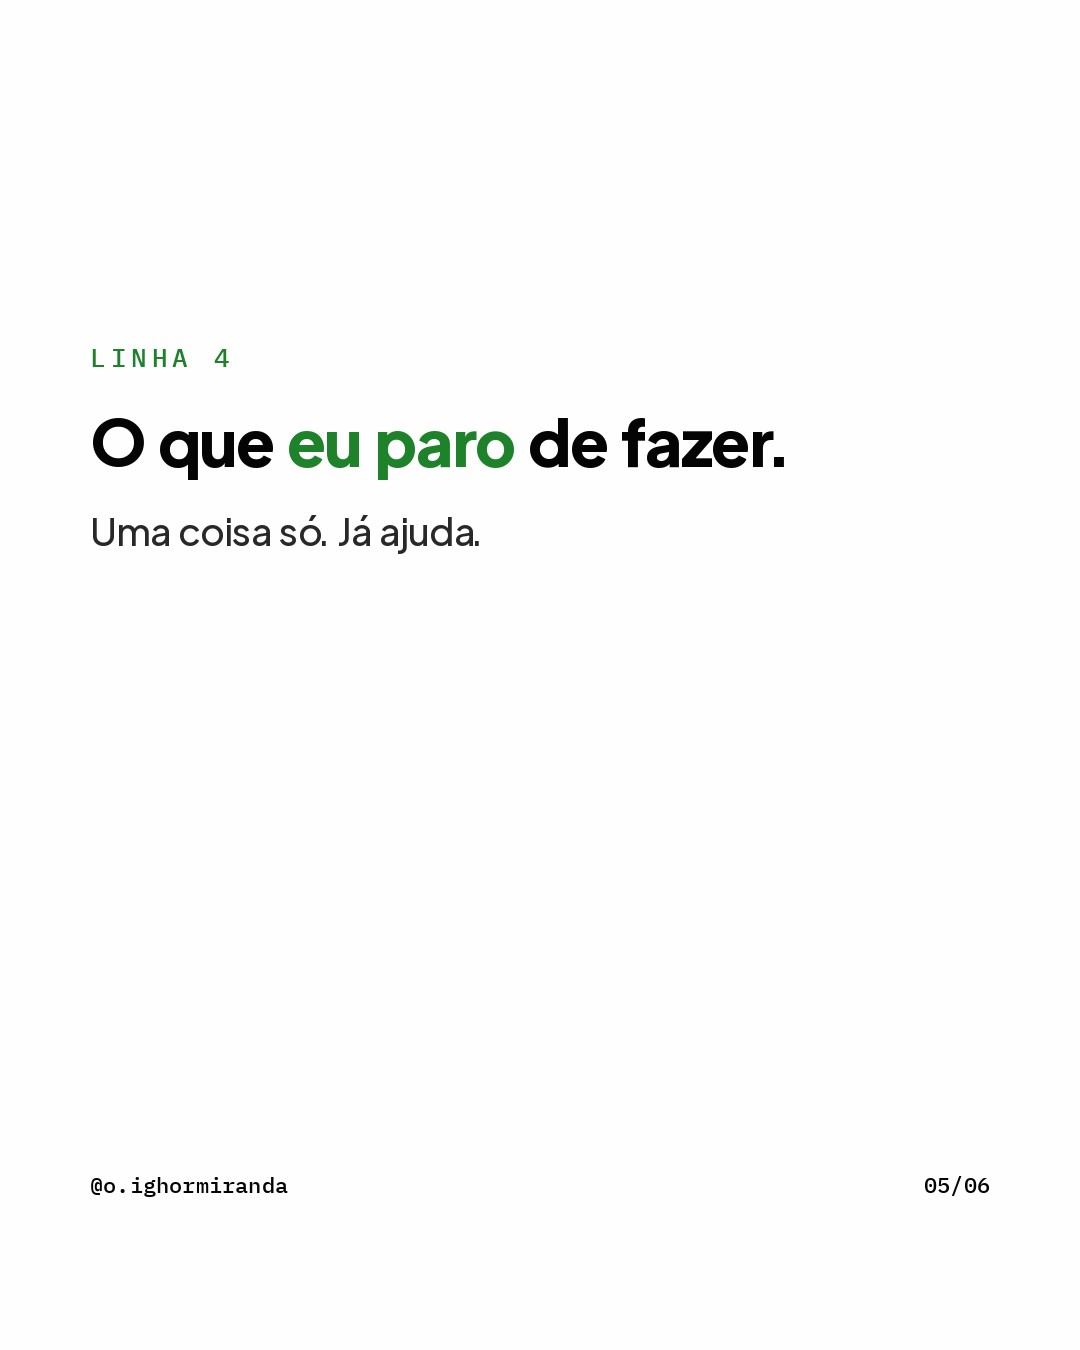 LINHA 4
O que eu paro de fazer.
Uma coisa só. Já ajuda.
@o.ighormiranda
05/06